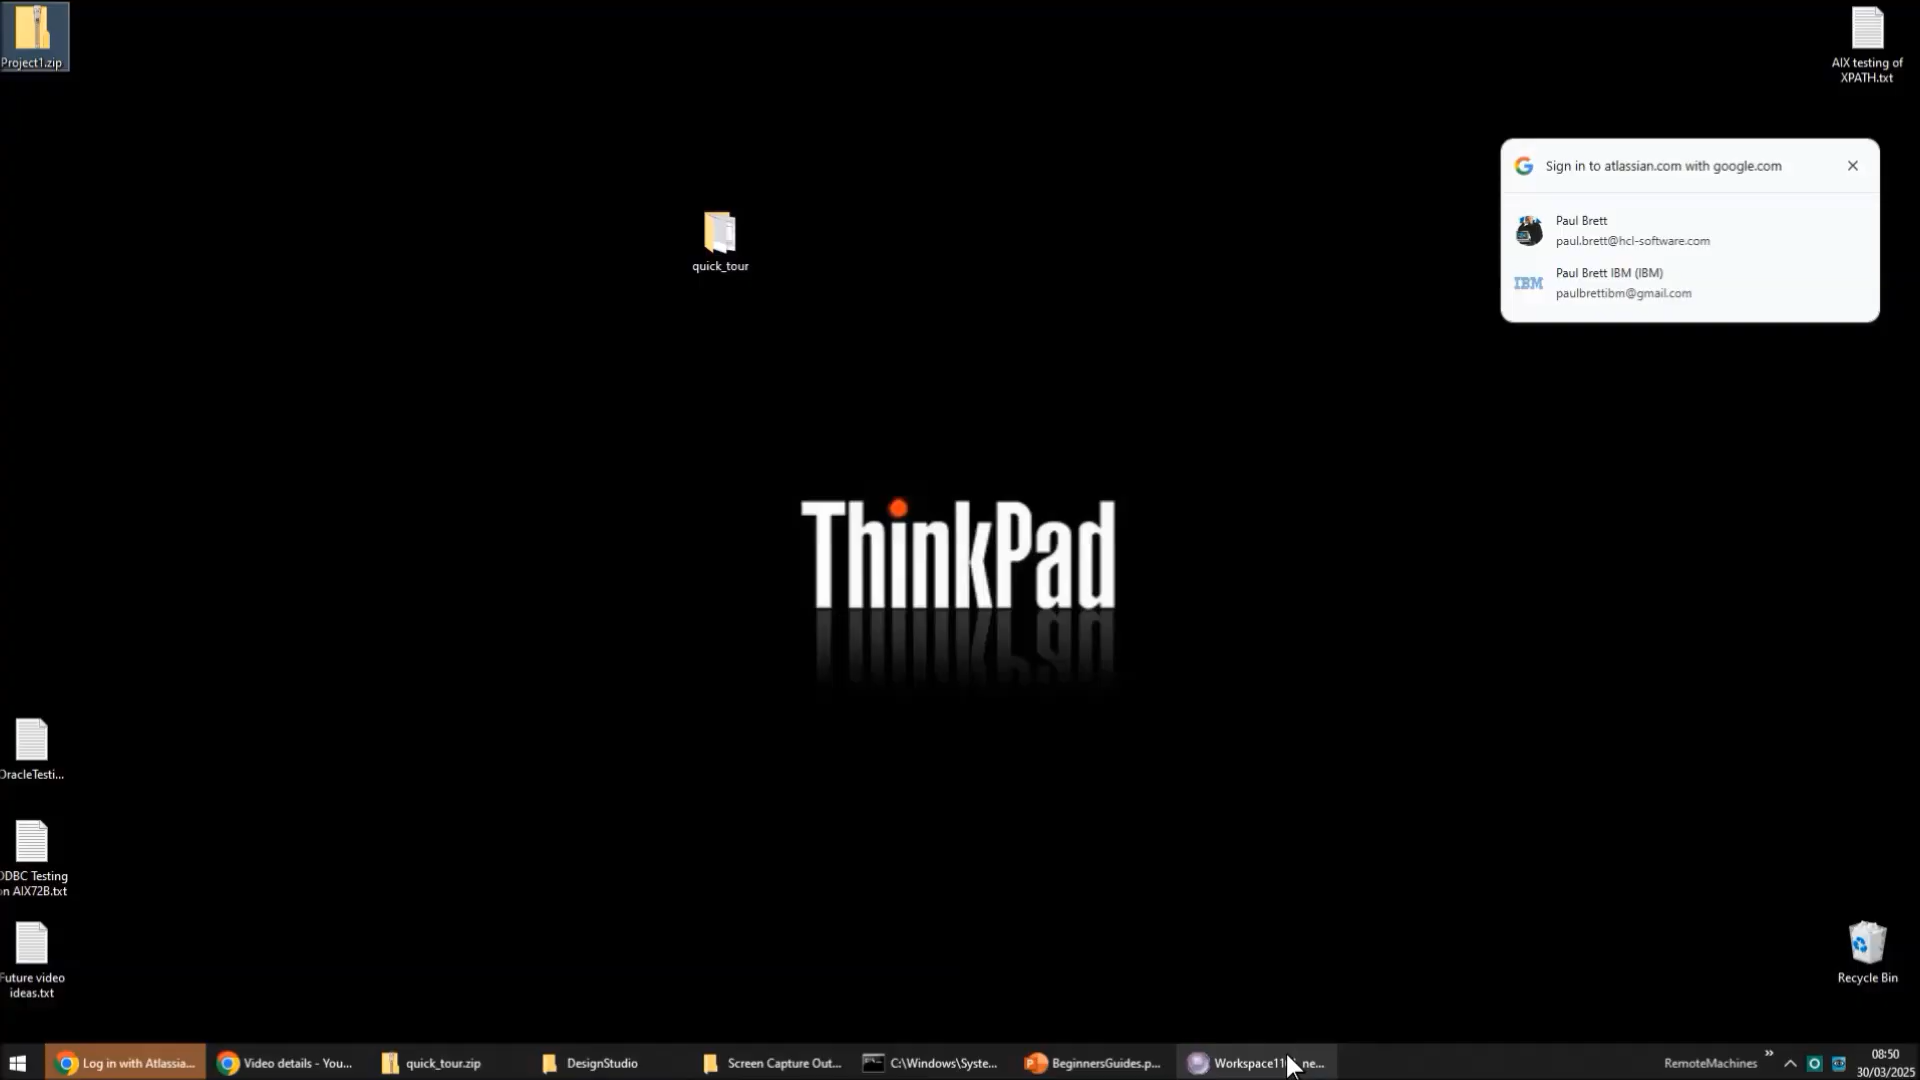 Project1.zip
AIX testing of
XPATH.txt
Sign in to atlassian.com with google.com
Paul Brett
paul.brett@hcl-software.com
IBM
Paul Brett IBM (IBM)
paulbrettibm@gmail.com
quick_tour
ThinkPad
OracleTesti...
ODBC Testing
on AIX72B.txt
Future video
ideas.txt
Recycle Bin
Log in with Atlassia...
Video details - You...
quick_tour.zip
DesignStudio
Screen Capture Out...
C:\Windows\Syste...
BeginnersGuides.p...
RemoteMachines
08:50
30/03/2025